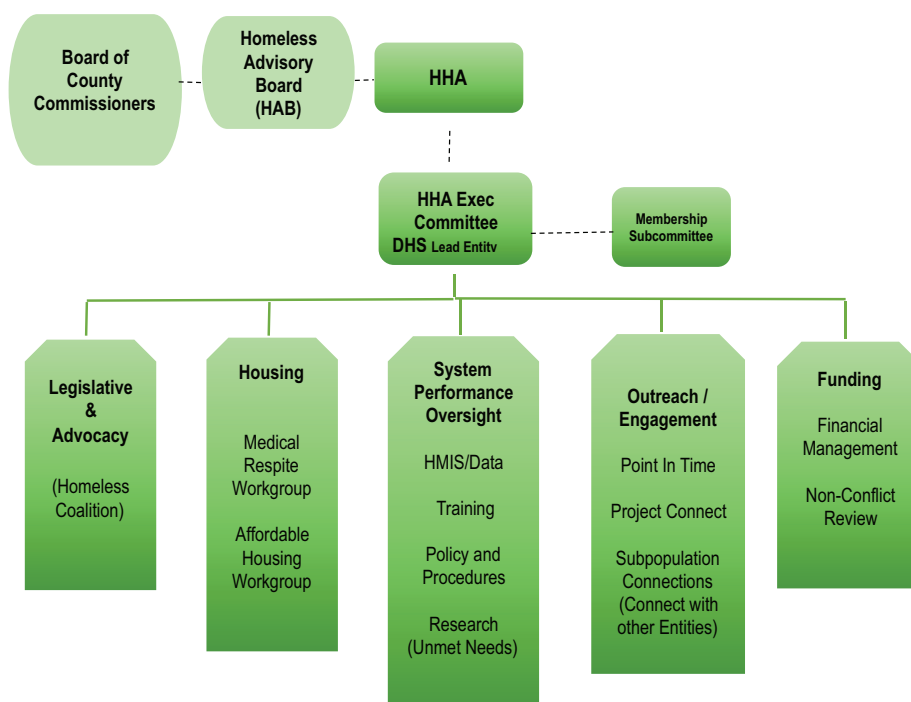 Board of
County
Commissioners
Homeless
Advisory
Board
(HAB)
HHA
HHA Exec
Committee
DHS Lead Entity
Membership
Subcommittee
Legislative
&
Advocacy
(Homeless
Coalition)
Housing
Medical
Respite
Workgroup
Affordable
Housing
Workgroup
System
Performance
Oversight
HMIS/Data
Training
Policy and
Procedures
Research
(Unmet Needs)
Outreach /
Engagement
Point In Time
Project Connect
Subpopulation
Connections
(Connect with
other Entities)
Funding
Financial
Management
Non-Conflict
Review